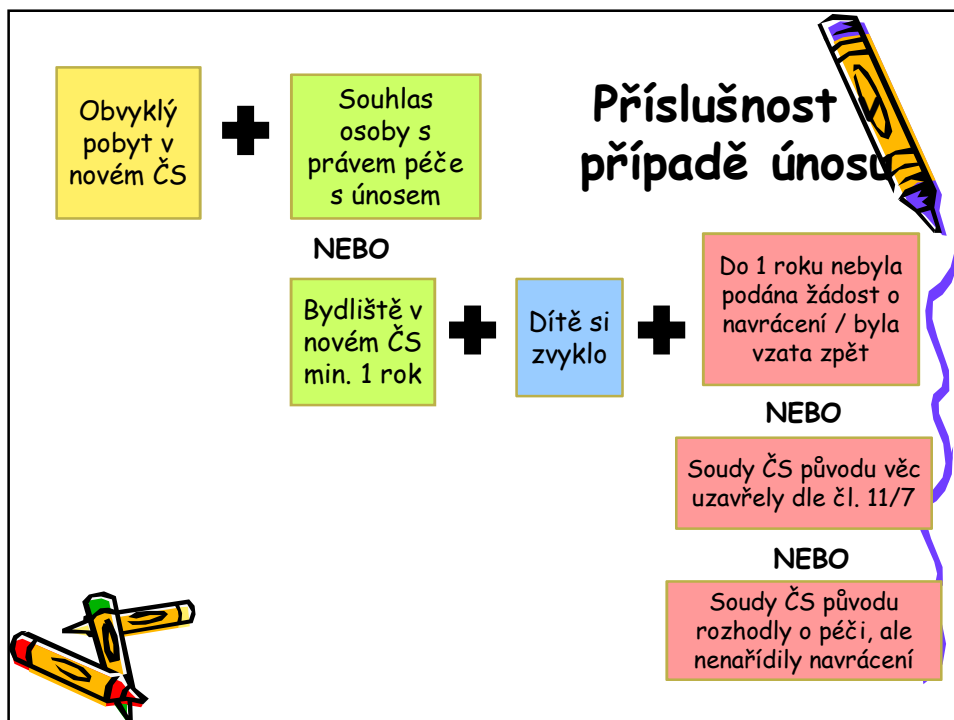 Příslušnost v
případě únosu
Obvyklý
pobyt v
novém ČS
Souhlas
osoby s
právem péče
s únosem
NEBO
Bydliště v
novém ČS
min. 1 rok
Dítě si
zvyklo
Do 1 roku nebyla
podána žádost o
navrácení / byla
vzata zpět
NEBO
Soudy ČS původu věc
uzavřely dle čl. 11/7
NEBO
Soudy ČS původu
rozhodly o péči, ale
nenařídily navrácení